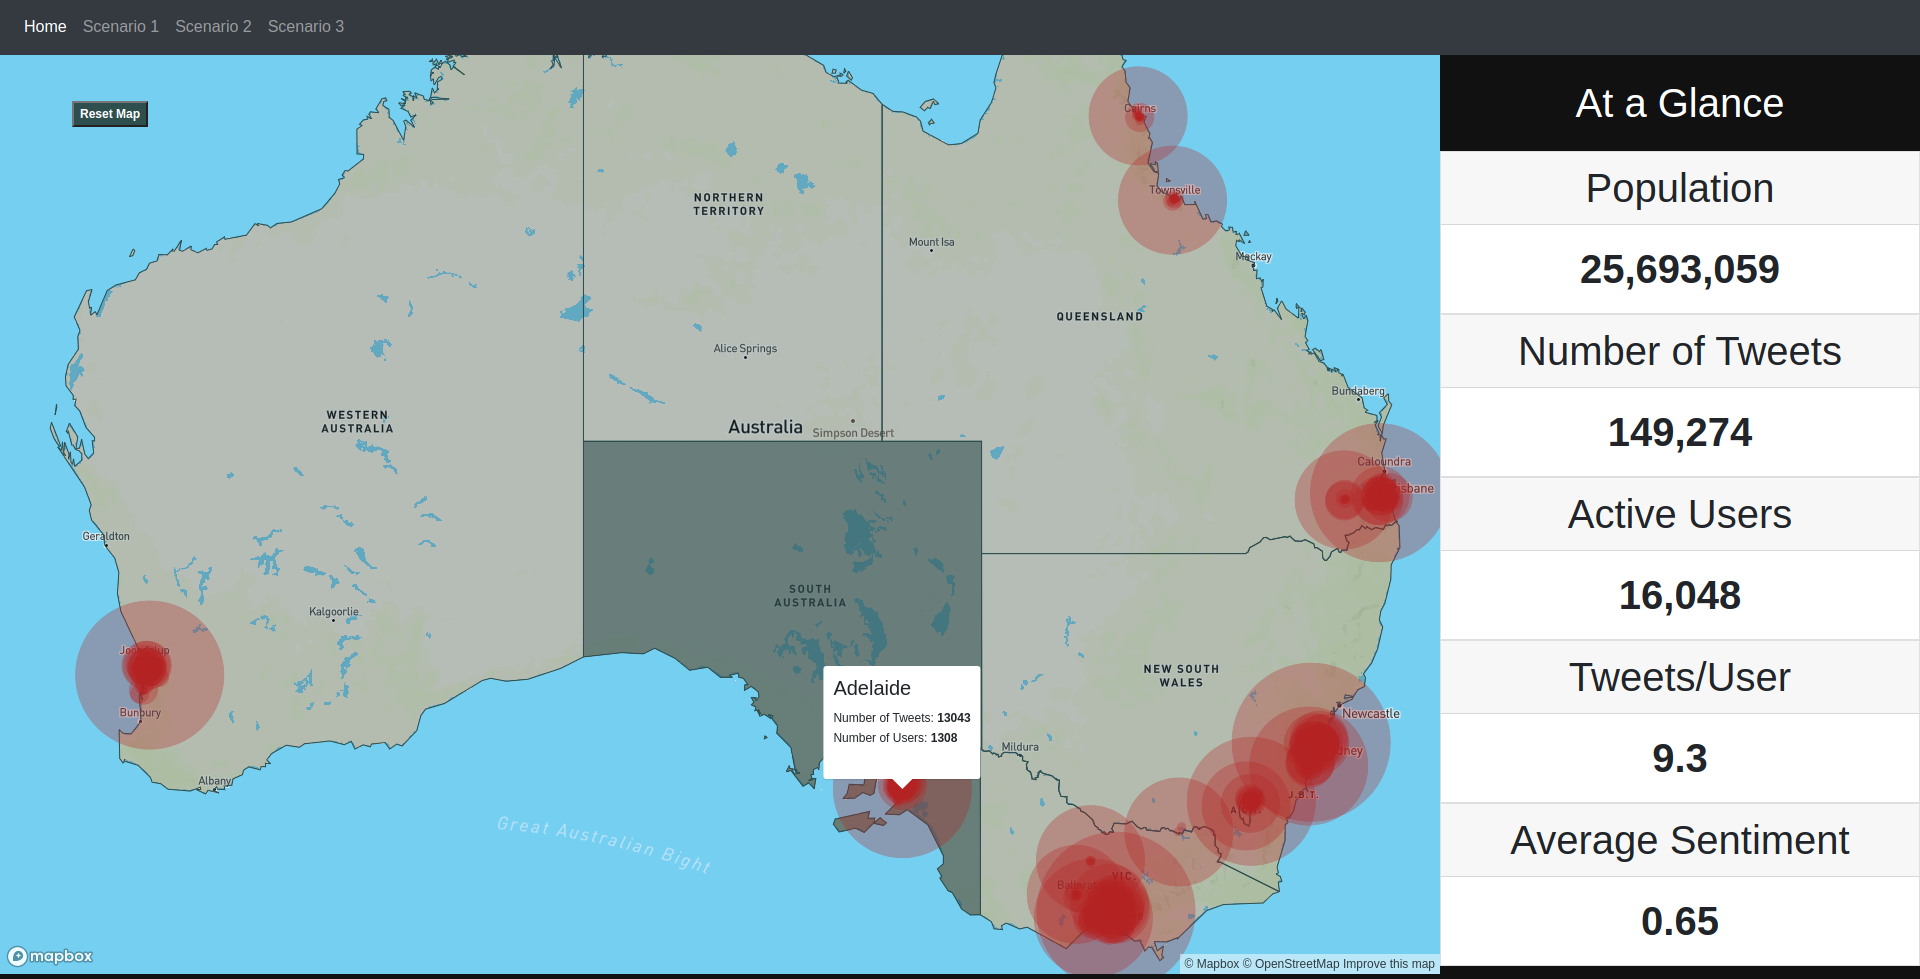 Home Scenario 1 Scenario 2 Scenario 3
Reset Map
Cairns
Townsville
NORTHERN
TERRITORY
Mount Isa
Mackay
QUEENSLAND
Alice Springs
Bundaberg
WESTERN
AUSTRALIA
Australia
Simpson Desert
Caloundra
sbane
Geraldton
SOUTH
AUSTRALIA
Kalgoorlie
Bunbury
Albany
NEW SOUTH
WALES
Newcastle
Mildura
ney
J.B.T.
VIC.
Great Australian Bight
Adelaide
Number of Tweets: 13043
Number of Users: 1308
mapbox
© Mapbox © OpenStreetMap Improve this map
At a Glance
Population
25,693,059
Number of Tweets
149,274
Active Users
16,048
Tweets/User
9.3
Average Sentiment
0.65